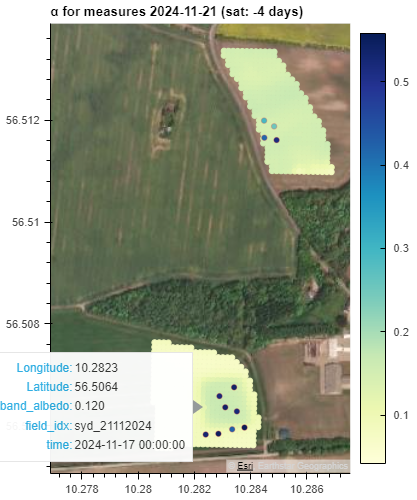 α for measures 2024-11-21 (sat: -4 days)
56.512
56.51
56.508
0.5
0.4
0.3
0.2
0.1
Longitude: 10.2823
Latitude: 56.5064
band_albedo: 0.120
field_idx: syd_21112024
time: 2024-11-17 00:00:00
Esri
10.278
10.28
10.282
10.284
10.286